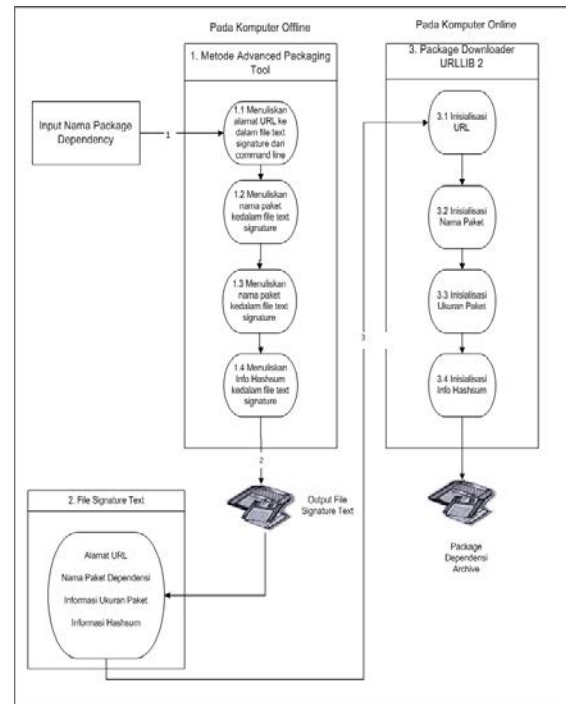 Pada Komputer Offline
1. Metode Advanced Packaging
Tool
Input Nama Package
Dependency
1
1.1 Menuliskan
alamat URL ke
dalam file text
signature dari
command line
1.2 Menuliskan
nama paket
kedalam file text
signature
1.3 Menuliskan
nama paket
kedalam file text
signature
1.4 Menuliskan
Info Hashsum
kedalam file text
signature
2
Output File
Signature Text
2. File Signature Text
Alamat URL
Nama Paket Dependensi
Informasi Ukuran Paket
Informasi Hashsum
3
Pada Komputer Online
3. Package Downloader
URLLIB 2
3.1 Inisialisasi
URL
3.2 Inisialisasi
Nama Paket
3.3 Inisialisasi
Ukuran Paket
3.4 Inisialisasi
Info Hashsum
Package
Dependensi
Archive